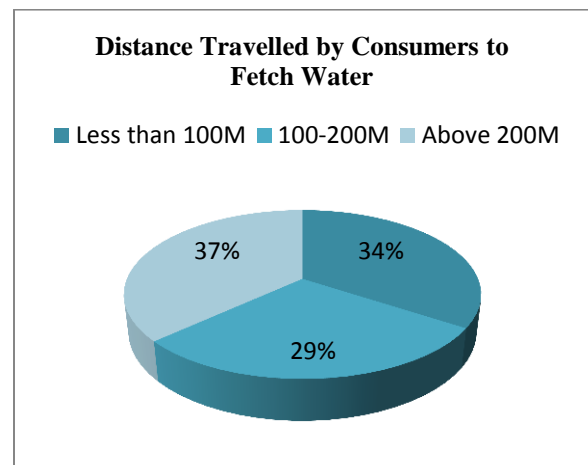 Distance Travelled by Consumers to
Fetch Water
Less than 100M 100-200M Above 200M
37%
34%
29%